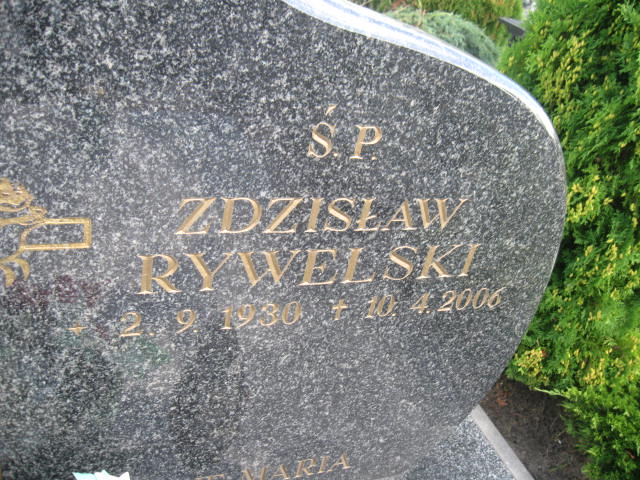 Ś. P.
ZDZISŁAW
RYWELSKI
2. 9. 1930 † 10. 4. 2006
MARIA